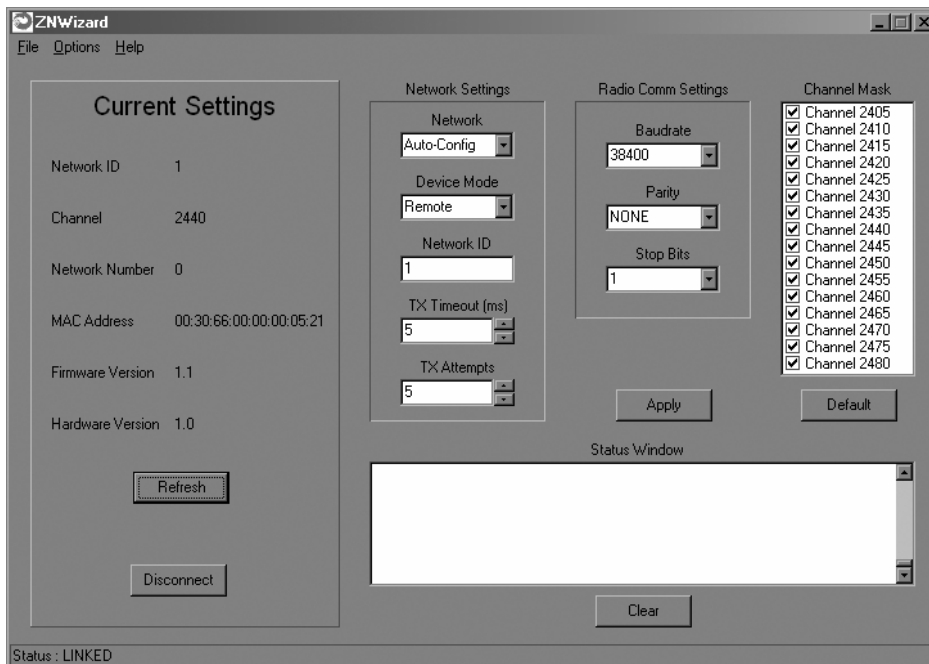 ZNWizard
File Options Help
Current Settings
Network ID 1
Channel 2440
Network Number 0
MAC Address 00:30:66:00:00:00:05:21
Firmware Version 1.1
Hardware Version 1.0
Refresh
Disconnect
Network Settings
Network
Auto-Config
Device Mode
Remote
Network ID
1
TX Timeout (ms)
5
TX Attempts
5
Radio Comm Settings
Baudrate
38400
Parity
NONE
Stop Bits
1
Apply
Channel Mask
Channel 2405
Channel 2410
Channel 2415
Channel 2420
Channel 2425
Channel 2430
Channel 2435
Channel 2440
Channel 2445
Channel 2450
Channel 2455
Channel 2460
Channel 2465
Channel 2470
Channel 2475
Channel 2480
Default
Status Window
Clear
Status : LINKED